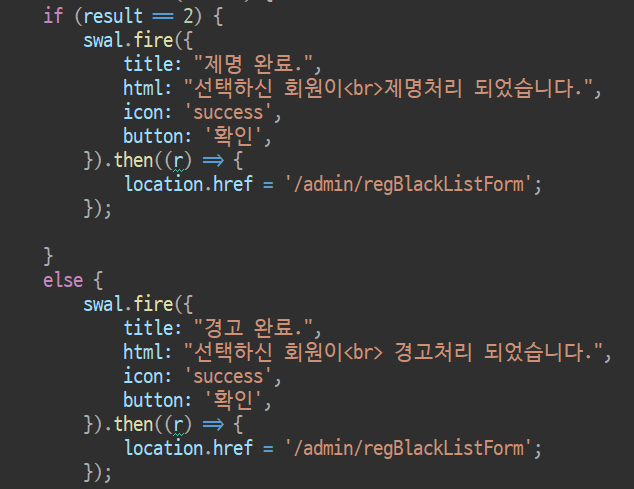 if (result == 2) {
swal.fire({
title: "제명 완료.",
html: "선택하신 회원이<br>제명처리 되었습니다.",
icon: 'success',
button: '확인',
}).then((r) => {
location.href = '/admin/regBlackListForm';
});
}
else {
swal.fire({
title: "경고 완료.",
html: "선택하신 회원이<br> 경고처리 되었습니다.",
icon: 'success',
button: '확인',
}).then((r) => {
location.href = '/admin/regBlackListForm';
});